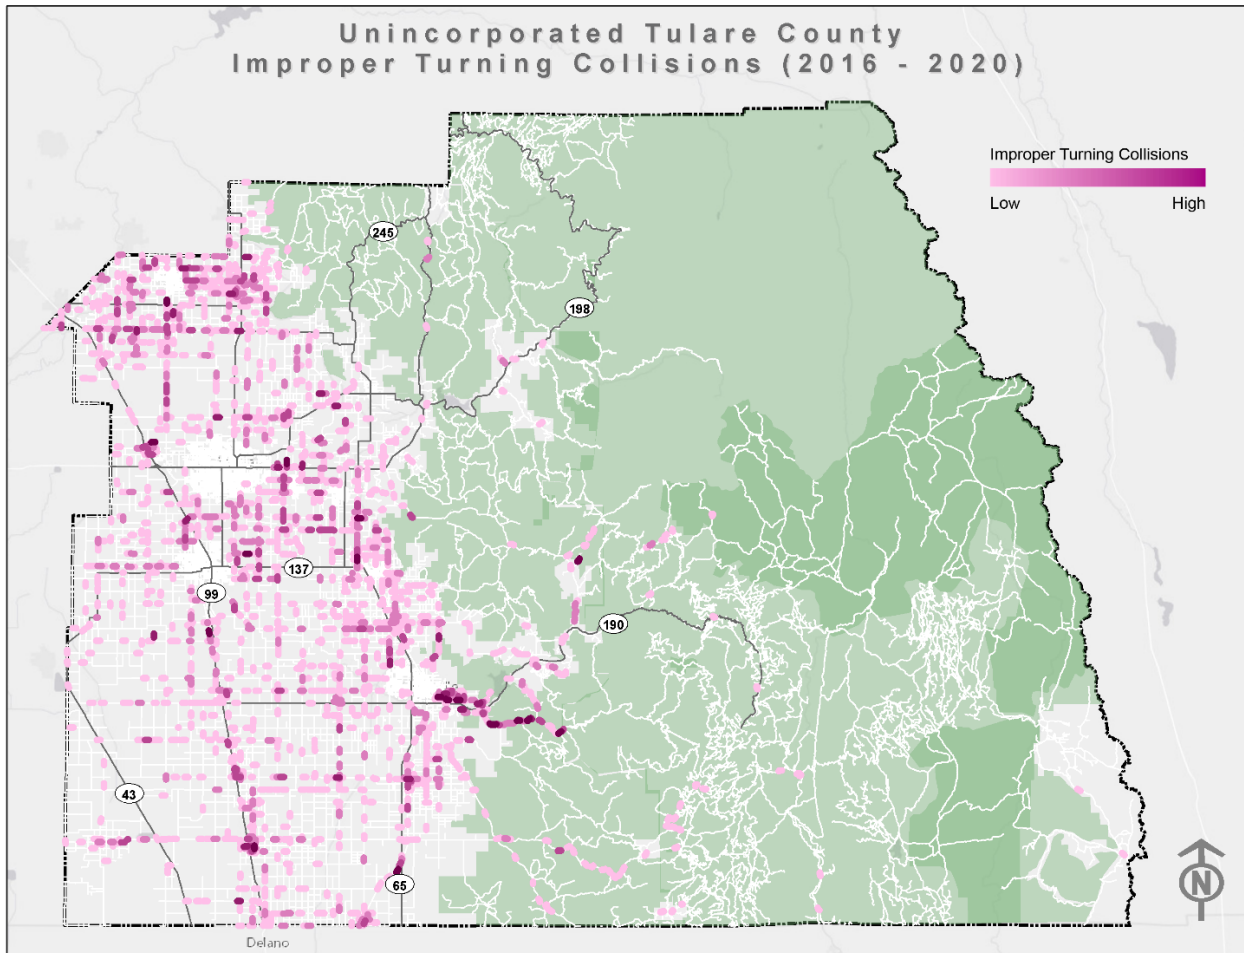 Unincorporated Tulare County
Improper Turning Collisions (2016 - 2020)
Improper Turning Collisions
Low High
245
198
137
99
190
43
65
N
Delano